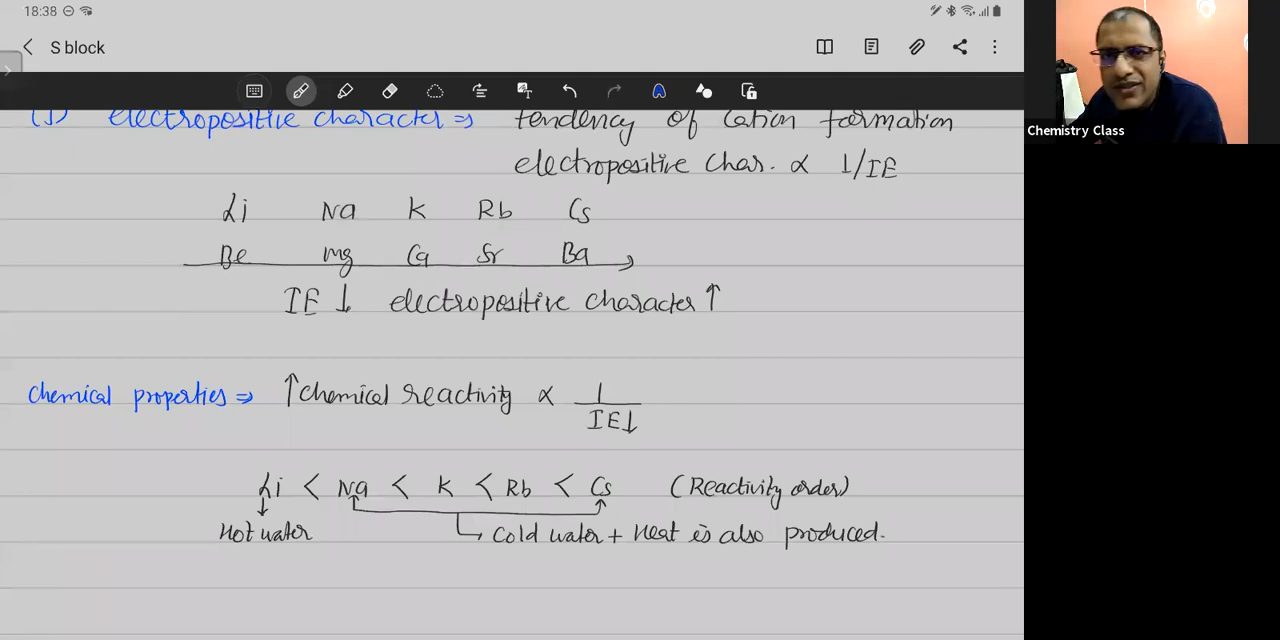 18:38
S block
Chemistry Class
(J) electropositive character ⇒ tendency of cation formation
electropositive char. ∝ 1/IE
Li Na K Rb Cs
Be Mg Ca Sr Ba
IE ↓ electropositive character ↑
Chemical properties ⇒ ↑Chemical reactivity ∝ 1/IE↓
Li < Na < K < Rb < Cs (Reactivity order)
Hot water Cold water + Heat is also produced.